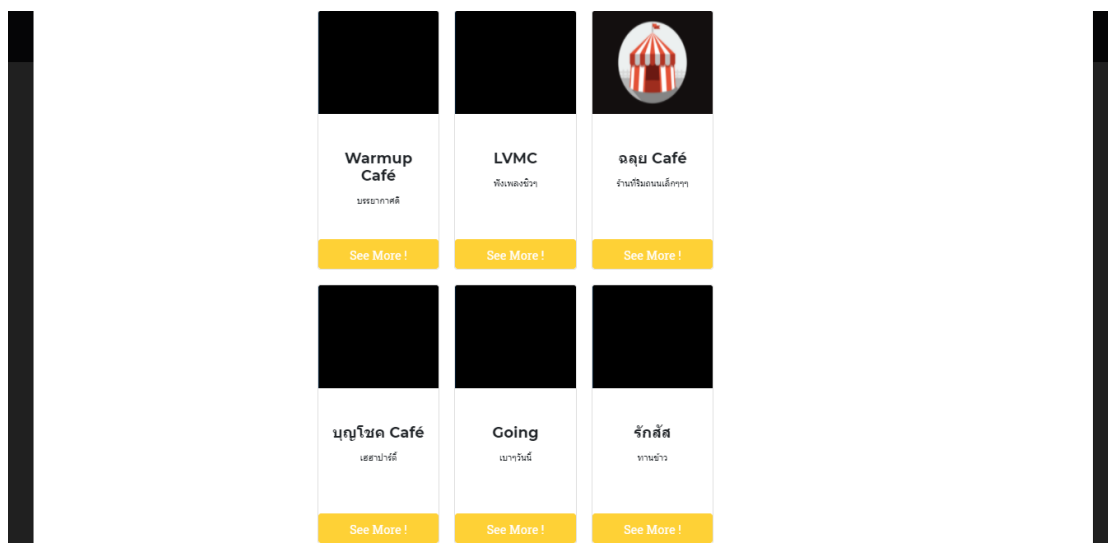 Warmup
Café
บรรยากาศดี
See More !
LVMC
ฟังเพลงชิวๆ
See More !
ฉลุย Café
ร้านที่ริมถนนเล็กๆๆๆ
See More !
บุญโชค Café
เฮฮาปาร์ตี้
See More !
Going
เบาๆวันนี้
See More !
รักสัส
ทานข้าว
See More !